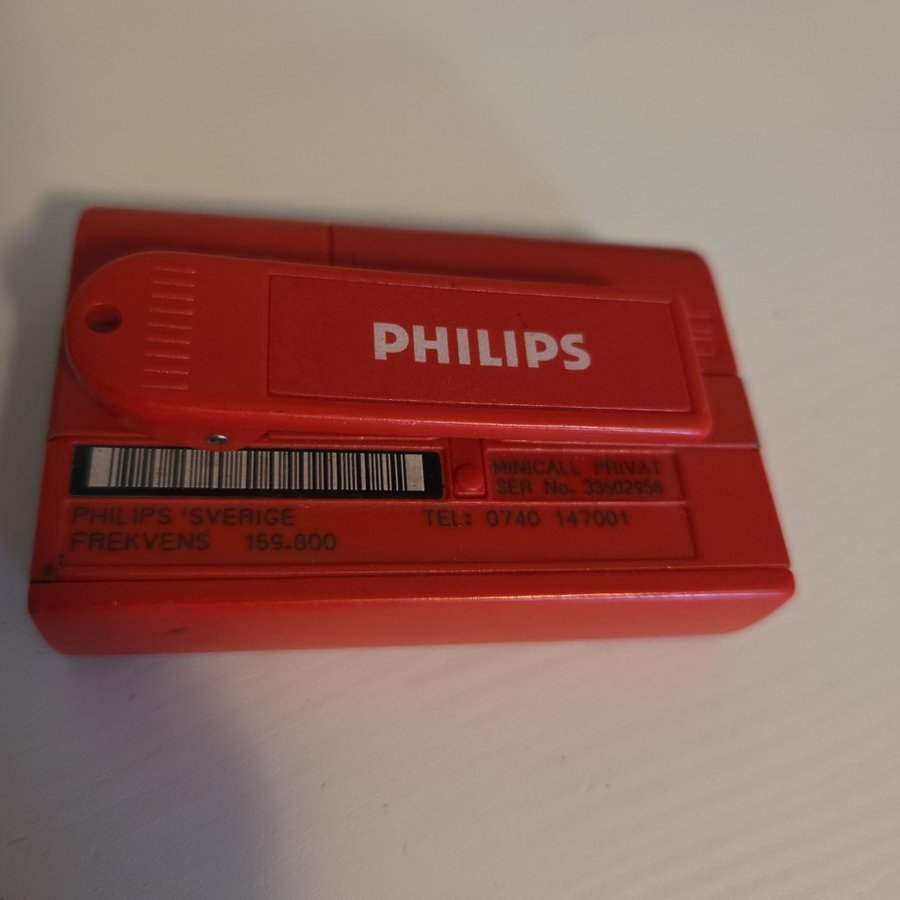 PHILIPS
MINICALL PRIVAT
SER No. 33602956
PHILIPS SVERIGE TEL: 0740 147001
FREKVENS 169.800